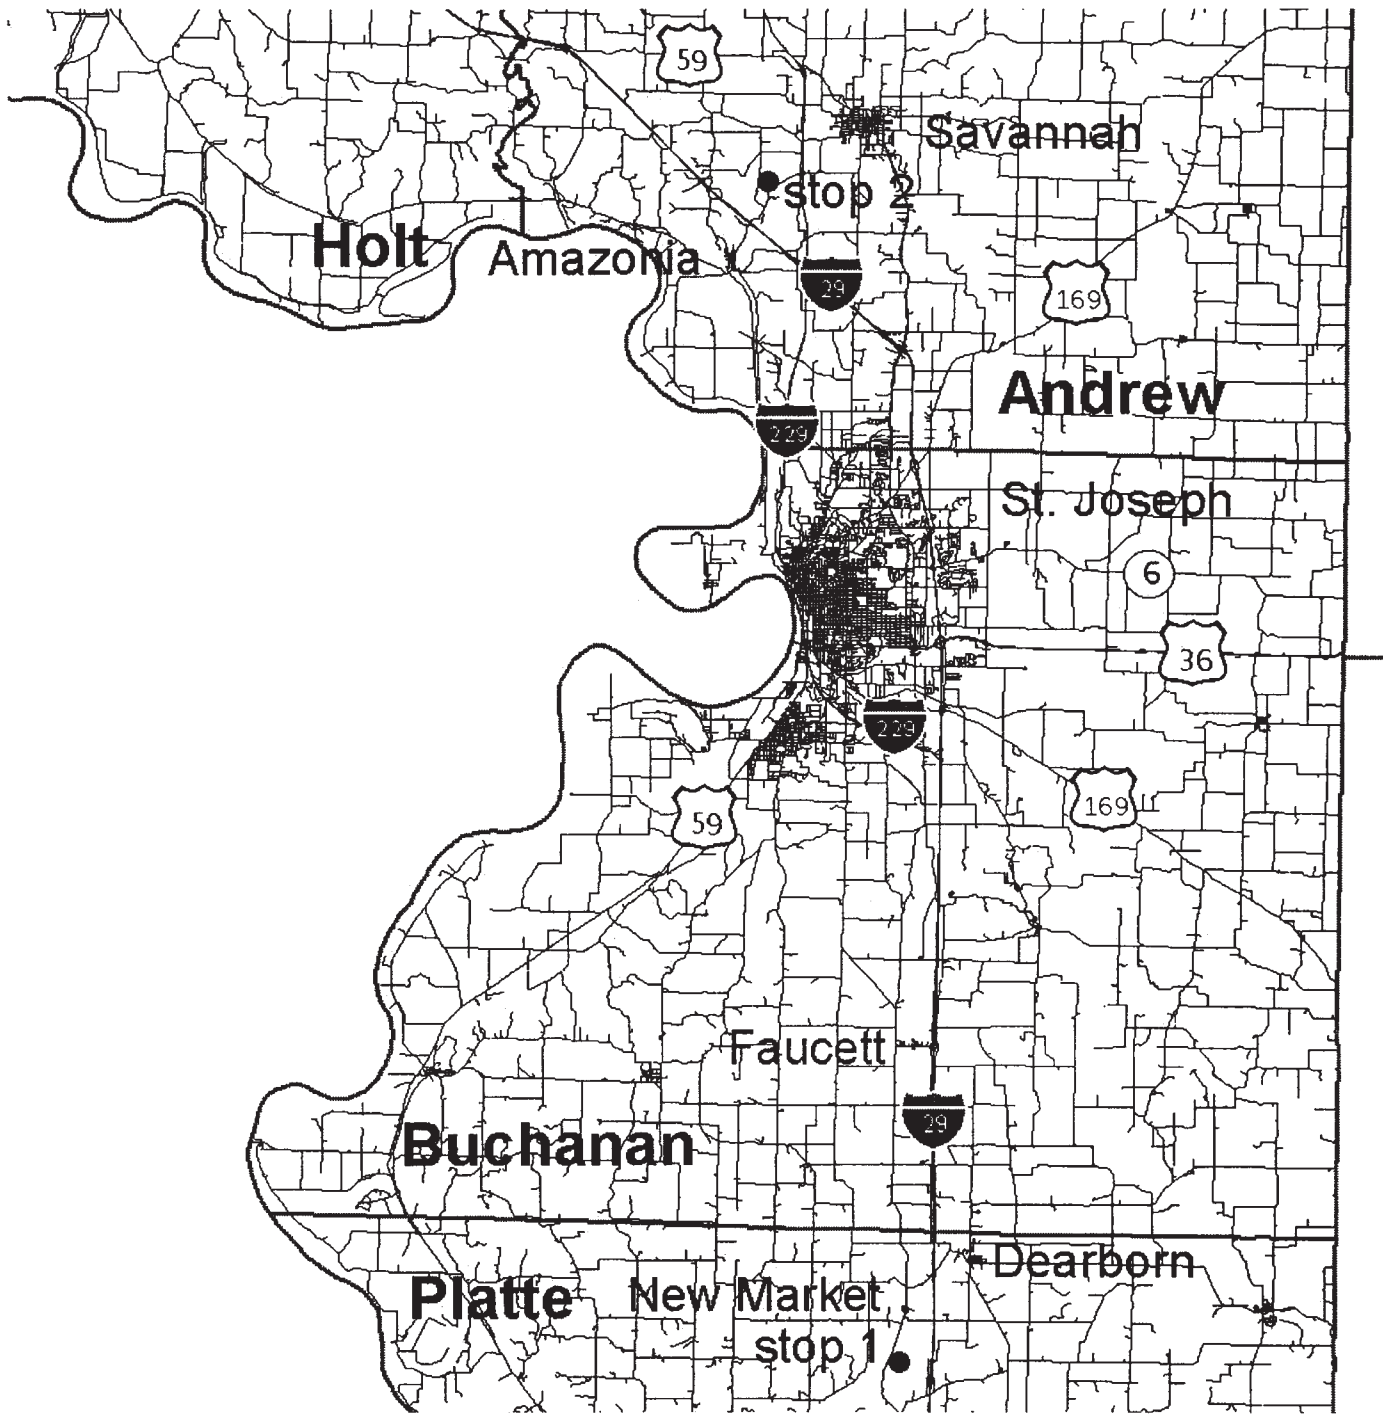 59
Savannah
stop 2
Holt
Amazonia
29
169
Andrew
229
St. Joseph
6
36
229
59
169
Faucett
29
Buchanan
Dearborn
Platte
New Market
stop 1